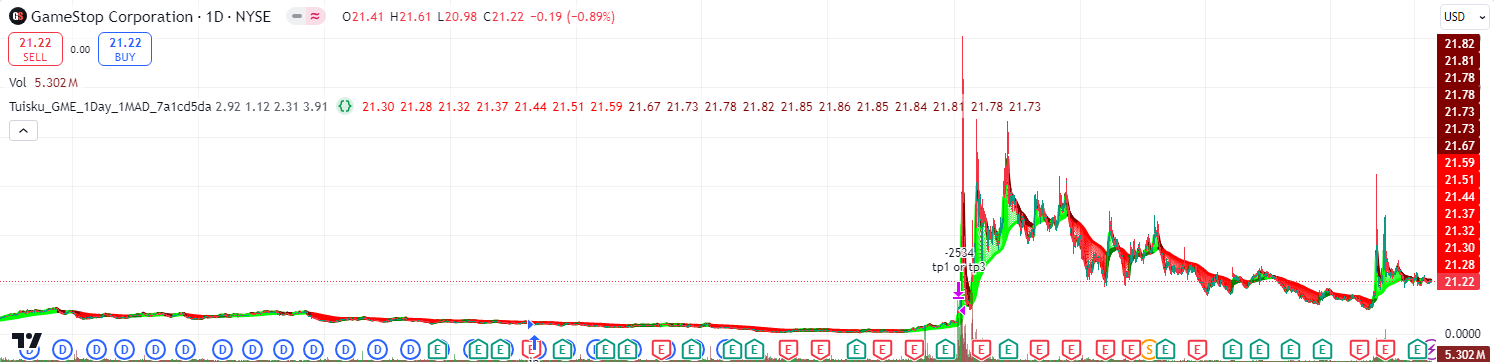 GameStop Corporation · 1D · NYSE O21.41 H21.61 L20.98 C21.22 −0.19 (−0.89%) USD
21.22 SELL 0.00 21.22 BUY
Vol 5.302M
Tuisku_GME_1Day_1MAD_7a1cd5da 2.92 1.12 2.31 3.91 {} 21.30 21.28 21.32 21.37 21.44 21.51 21.59 21.67 21.73 21.78 21.82 21.85 21.86 21.85 21.84 21.81 21.78 21.73
21.82
21.81
21.78
21.78
21.73
21.73
21.67
21.59
21.51
21.44
21.37
21.32
21.30
21.28
21.22
-2534
tp1 or tp3
0.0000
D D D D D D D D D D D D E E E E E E E E E E E E E E E E E E E E E E E E E S E E E E E E E E E
5.302M